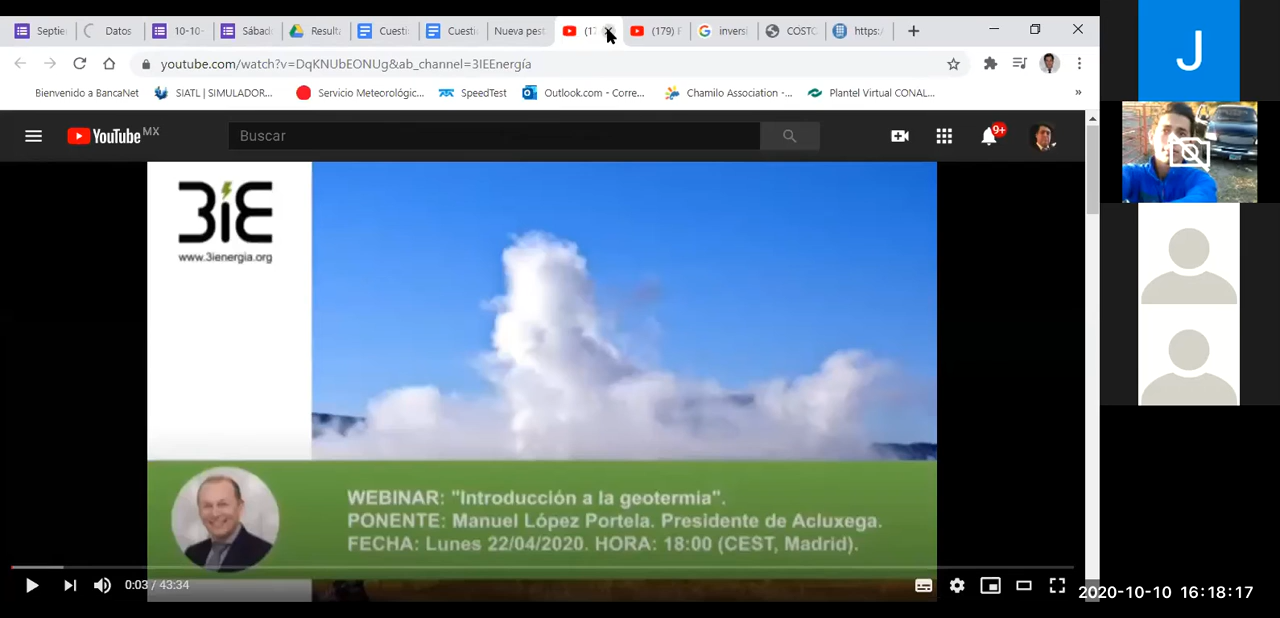 Septie
Datos
10-10-
Sábad
Result
Cuesti
Cuesti
Nueva pest
(17
(179) F
inversi
COSTO
https:/
youtube.com/watch?v=DqKNUbEONUg&ab_channel=3IEEnergía
Bienvenido a BancaNet
SIATL | SIMULADOR...
Servicio Meteorológic...
SpeedTest
Outlook.com - Corre...
Chamilo Association -...
Plantel Virtual CONAL...
»
YouTube MX
Buscar
9+
3iE
www.3ienergia.org
WEBINAR: "Introducción a la geotermia".
PONENTE: Manuel López Portela. Presidente de Acluxega.
FECHA: Lunes 22/04/2020. HORA: 18:00 (CEST, Madrid).
0:03 / 43:34
J
2020-10-10 16:18:17